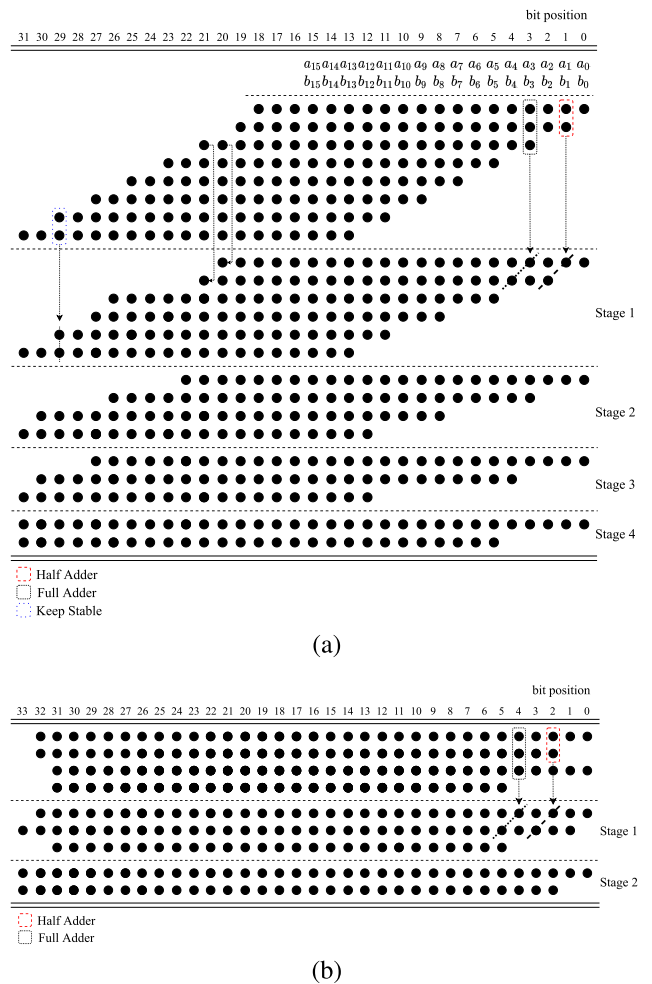 bit position
31 30 29 28 27 26 25 24 23 22 21 20 19 18 17 16 15 14 13 12 11 10 9 8 7 6 5 4 3 2 1 0
a15 a14 a13 a12 a11 a10 a9 a8 a7 a6 a5 a4 a3 a2 a1 a0
b15 b14 b13 b12 b11 b10 b9 b8 b7 b6 b5 b4 b3 b2 b1 b0
Stage 1
Stage 2
Stage 3
Stage 4
Half Adder
Full Adder
Keep Stable
(a)
bit position
33 32 31 30 29 28 27 26 25 24 23 22 21 20 19 18 17 16 15 14 13 12 11 10 9 8 7 6 5 4 3 2 1 0
Stage 1
Stage 2
Half Adder
Full Adder
(b)